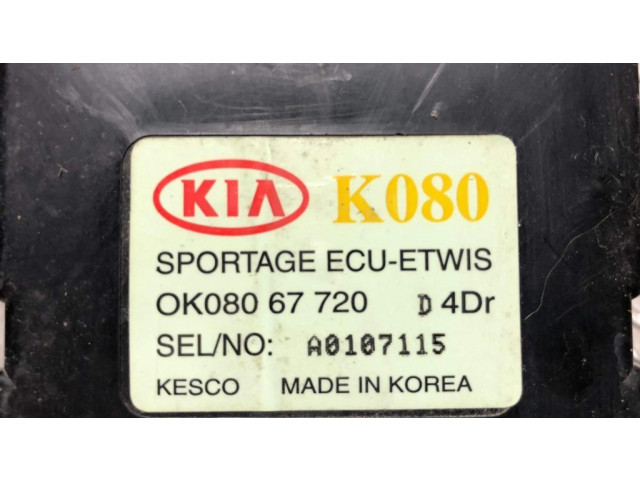 KIA K080
SPORTAGE ECU-ETWIS
OK080 67 720 D 4Dr
SEL/NO: A0107115
KESCO MADE IN KOREA